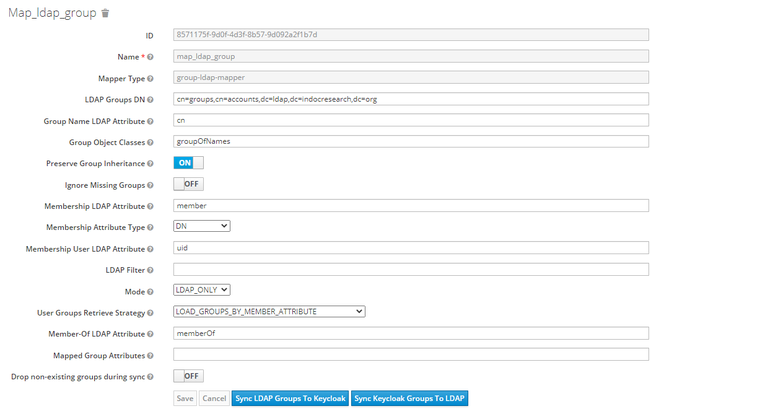 Map_ldap_group
ID 8571175f-9d0f-4d3f-8b57-9d092a2f1b7d
Name * map_ldap_group
Mapper Type group-ldap-mapper
LDAP Groups DN cn=groups,cn=accounts,dc=ldap,dc=indocresearch,dc=org
Group Name LDAP Attribute cn
Group Object Classes groupOfNames
Preserve Group Inheritance ON
Ignore Missing Groups OFF
Membership LDAP Attribute member
Membership Attribute Type DN
Membership User LDAP Attribute uid
LDAP Filter
Mode LDAP_ONLY
User Groups Retrieve Strategy LOAD_GROUPS_BY_MEMBER_ATTRIBUTE
Member-Of LDAP Attribute memberOf
Mapped Group Attributes
Drop non-existing groups during sync OFF
Save Cancel Sync LDAP Groups To Keycloak Sync Keycloak Groups To LDAP